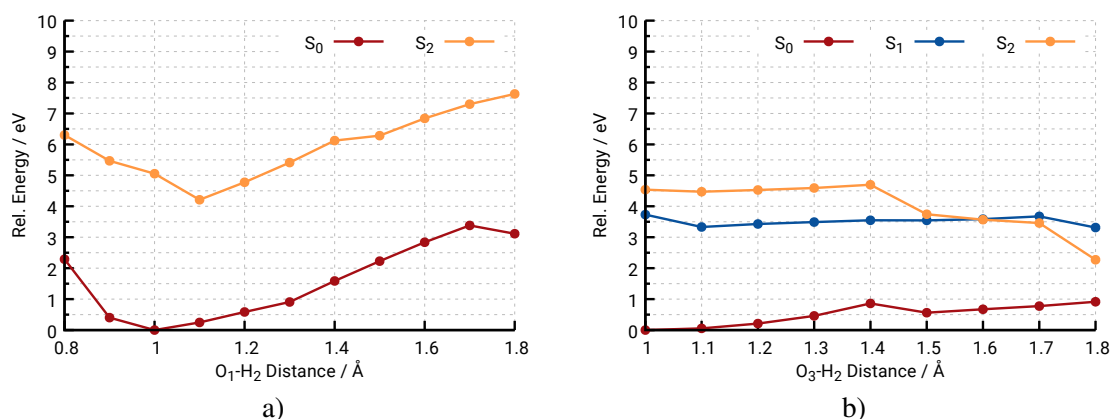 10
9
8
7
6
5
4
3
2
1
0
Rel. Energy / eV
S0 S2
0.8 1 1.2 1.4 1.6 1.8
O1-H2 Distance / Å
a)
10
9
8
7
6
5
4
3
2
1
0
Rel. Energy / eV
S0 S1 S2
1 1.1 1.2 1.3 1.4 1.5 1.6 1.7 1.8
O3-H2 Distance / Å
b)